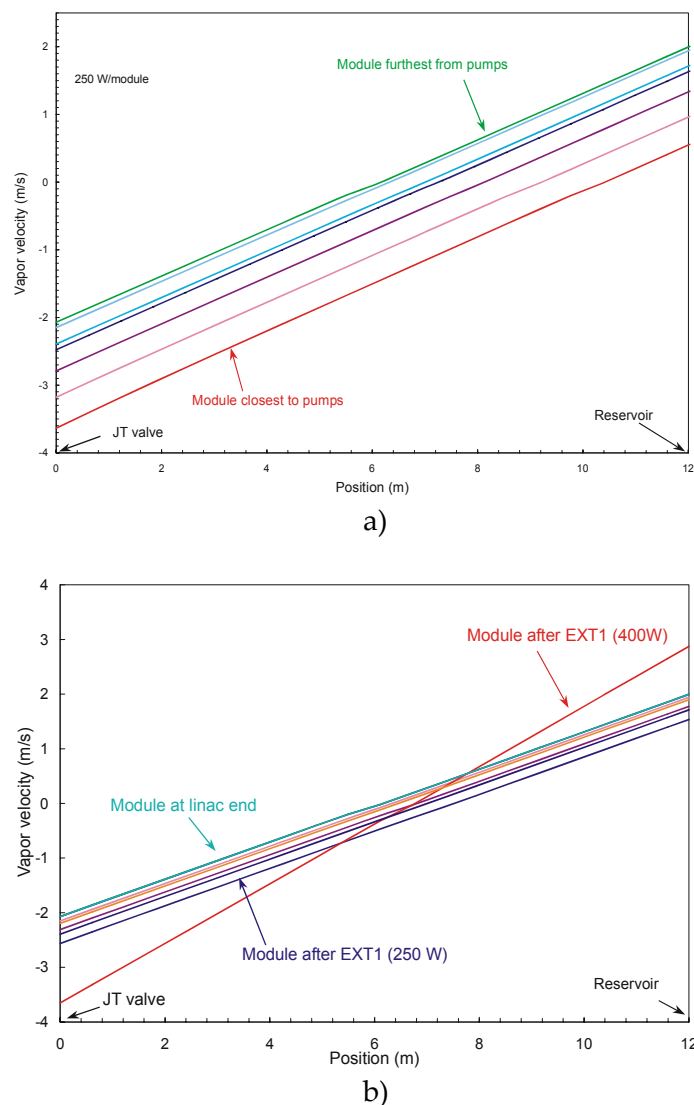 2
1
0
-1
-2
-3
-4
Vapor velocity (m/s)
250 W/module
Module furthest from pumps
Module closest to pumps
JT valve
Reservoir
0 2 4 6 8 10 12
Position (m)
a)
4
3
2
1
0
-1
-2
-3
-4
Vapor velocity (m/s)
Module after EXT1 (400W)
Module at linac end
Module after EXT1 (250 W)
JT valve
Reservoir
0 2 4 6 8 10 12
Position (m)
b)